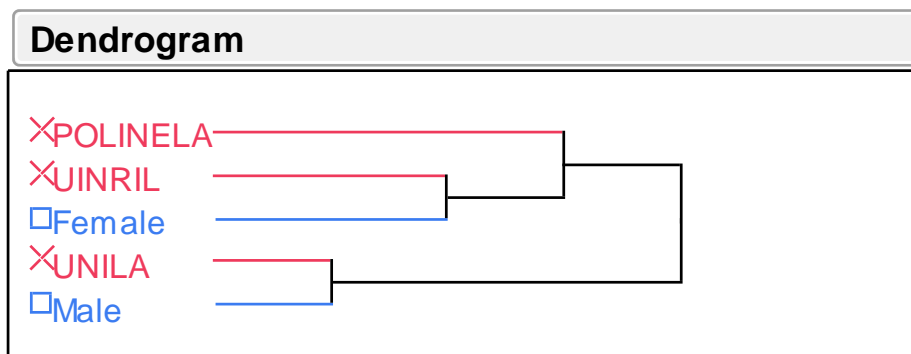 Dendrogram
POLINELA
UINRIL
Female
UNILA
Male